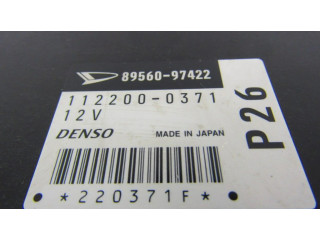 89560-97422
112200-0371
12V
DENSO MADE IN JAPAN
P26
*220371F*